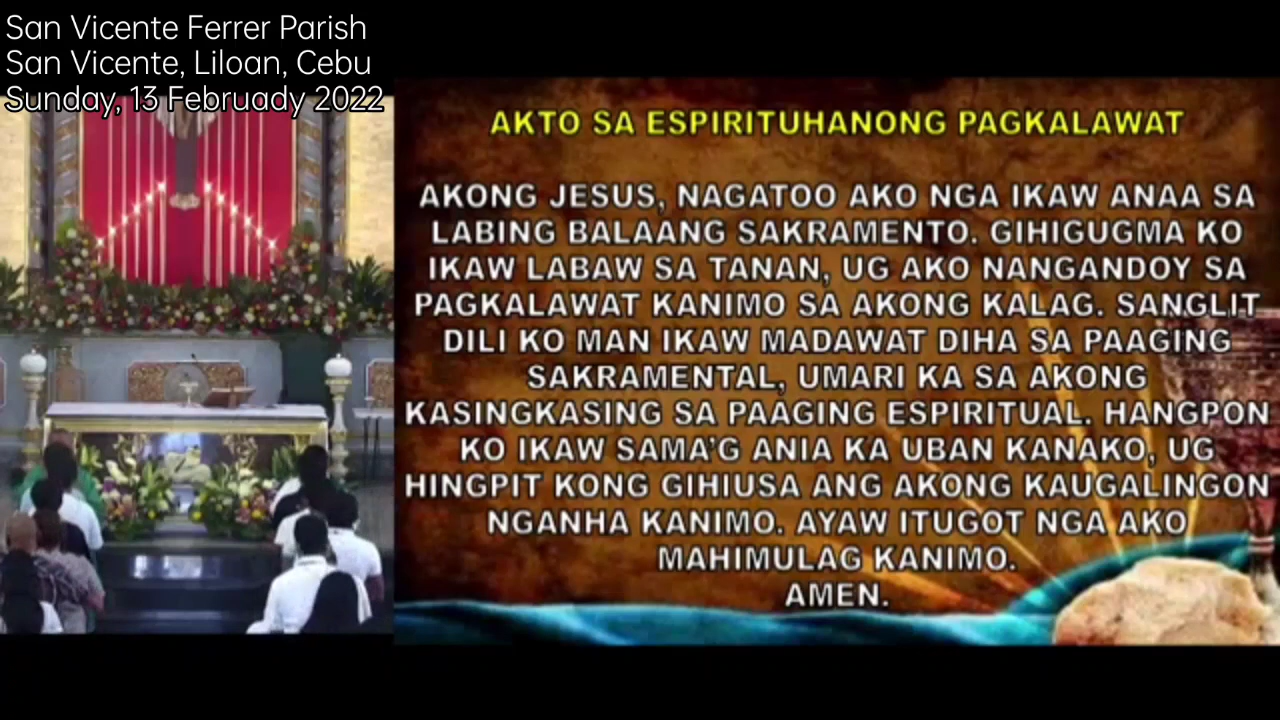 San Vicente Ferrer Parish
San Vicente, Liloan, Cebu
Sunday, 13 Februady 2022
AKTO SA ESPIRITUHANONG PAGKALAWAT
AKONG JESUS, NAGATOO AKO NGA IKAW ANAA SA
LABING BALAANG SAKRAMENTO. GIHIGUGMA KO
IKAW LABAW SA TANAN, UG AKO NANGANDOY SA
PAGKALAWAT KANIMO SA AKONG KALAG. SANGLIT
DILI KO MAN IKAW MADAWAT DIHA SA PAAGING
SAKRAMENTAL, UMARI KA SA AKONG
KASINGKASING SA PAAGING ESPIRITUAL. HANGPON
KO IKAW SAMA'G ANIA KA UBAN KANAKO, UG
HINGPIT KONG GIHIUSA ANG AKONG KAUGALINGON
NGANHA KANIMO. AYAW ITUGOT NGA AKO
MAHIMULAG KANIMO.
AMEN.